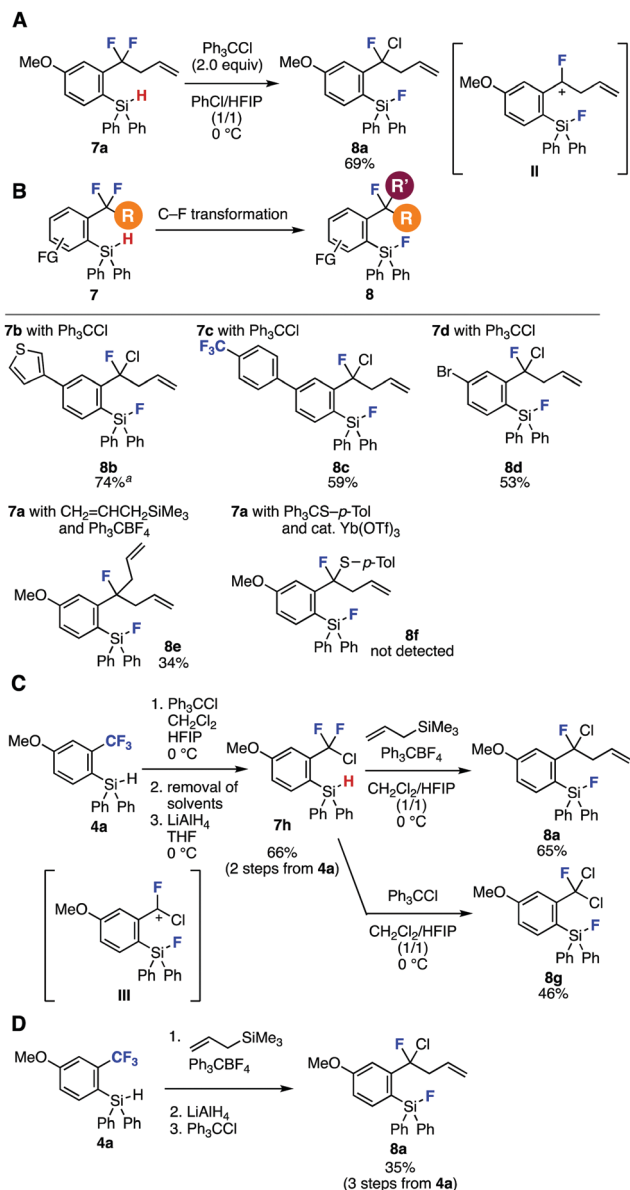 A
MeO
F
F
Si
H
Ph
Ph
7a
Ph3CCl
(2.0 equiv)
PhCl/HFIP
(1/1)
0 °C
MeO
F
Cl
Si
F
Ph
Ph
8a
69%
MeO
F
+
Si
F
Ph
Ph
II
B
F
F
R
H
Si
FG
Ph
Ph
7
C–F transformation
F
R'
R
F
Si
FG
Ph
Ph
8
7b with Ph3CCl
S
F
Cl
Si
F
Ph
Ph
8b
74%a
7c with Ph3CCl
F3C
F
Cl
Si
F
Ph
Ph
8c
59%
7d with Ph3CCl
Br
F
Cl
Si
F
Ph
Ph
8d
53%
7a with CH2=CHCH2SiMe3
and Ph3CBF4
MeO
F
Si
F
Ph
Ph
8e
34%
7a with Ph3CS–p-Tol
and cat. Yb(OTf)3
MeO
F
S–p-Tol
Si
F
Ph
Ph
8f
not detected
C
MeO
CF3
Si
H
Ph
Ph
4a
1. Ph3CCl
CH2Cl2
HFIP
0 °C
2. removal of
solvents
3. LiAlH4
THF
0 °C
MeO
F
F
Cl
Si
H
Ph
Ph
7h
66%
(2 steps from 4a)
SiMe3
Ph3CBF4
CH2Cl2/HFIP
(1/1)
0 °C
MeO
F
Cl
Si
F
Ph
Ph
8a
65%
MeO
F
Cl
+
Si
F
Ph
Ph
III
Ph3CCl
CH2Cl2/HFIP
(1/1)
0 °C
MeO
F
Cl
Cl
Si
F
Ph
Ph
8g
46%
D
MeO
CF3
Si
H
Ph
Ph
4a
1.
SiMe3
Ph3CBF4
2. LiAlH4
3. Ph3CCl
MeO
F
Cl
Si
F
Ph
Ph
8a
35%
(3 steps from 4a)